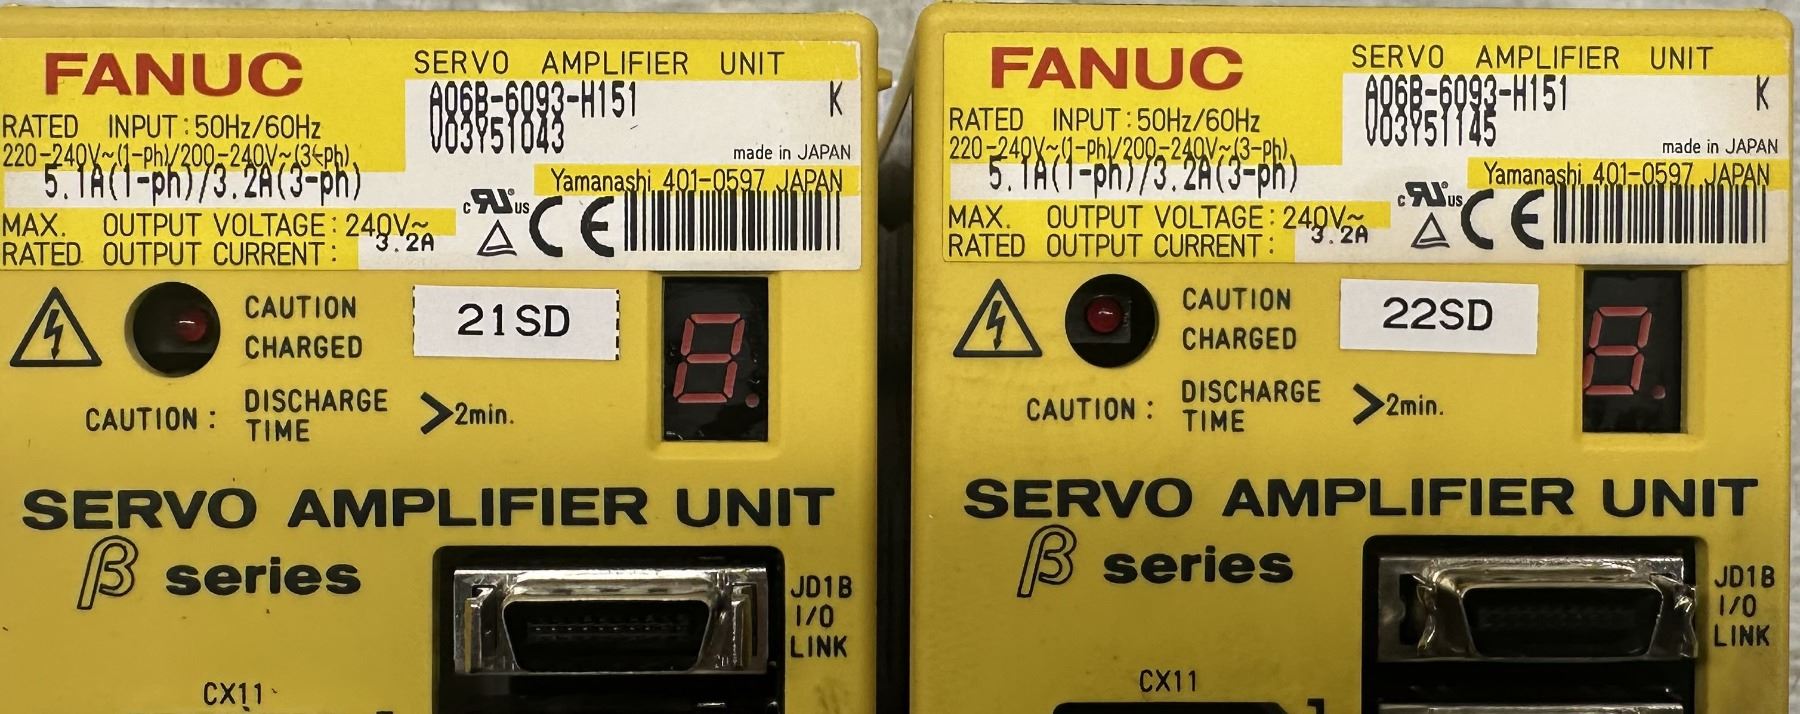 FANUC
SERVO AMPLIFIER UNIT
A06B-6093-H151 K
V03Y51043
RATED INPUT: 50Hz/60Hz
220-240V~(1-ph)/200-240V~(3-ph)
made in JAPAN
5.1A(1-ph)/3.2A(3-ph)
Yamanashi 401-0597 JAPAN
MAX. OUTPUT VOLTAGE: 240V~
RATED OUTPUT CURRENT: 3.2A
c RU us CE
CAUTION
CHARGED
21SD
8.
CAUTION: DISCHARGE
TIME >2min.
SERVO AMPLIFIER UNIT
β series
JD1B
I/O
LINK
CX11
FANUC
SERVO AMPLIFIER UNIT
A06B-6093-H151 K
V03Y51145
RATED INPUT: 50Hz/60Hz
220-240V~(1-ph)/200-240V~(3-ph)
made in JAPAN
5.1A(1-ph)/3.2A(3-ph)
Yamanashi 401-0597 JAPAN
MAX. OUTPUT VOLTAGE: 240V~
RATED OUTPUT CURRENT: 3.2A
c RU us CE
CAUTION
CHARGED
22SD
8.
CAUTION: DISCHARGE
TIME >2min.
SERVO AMPLIFIER UNIT
β series
JD1B
I/O
LINK
CX11